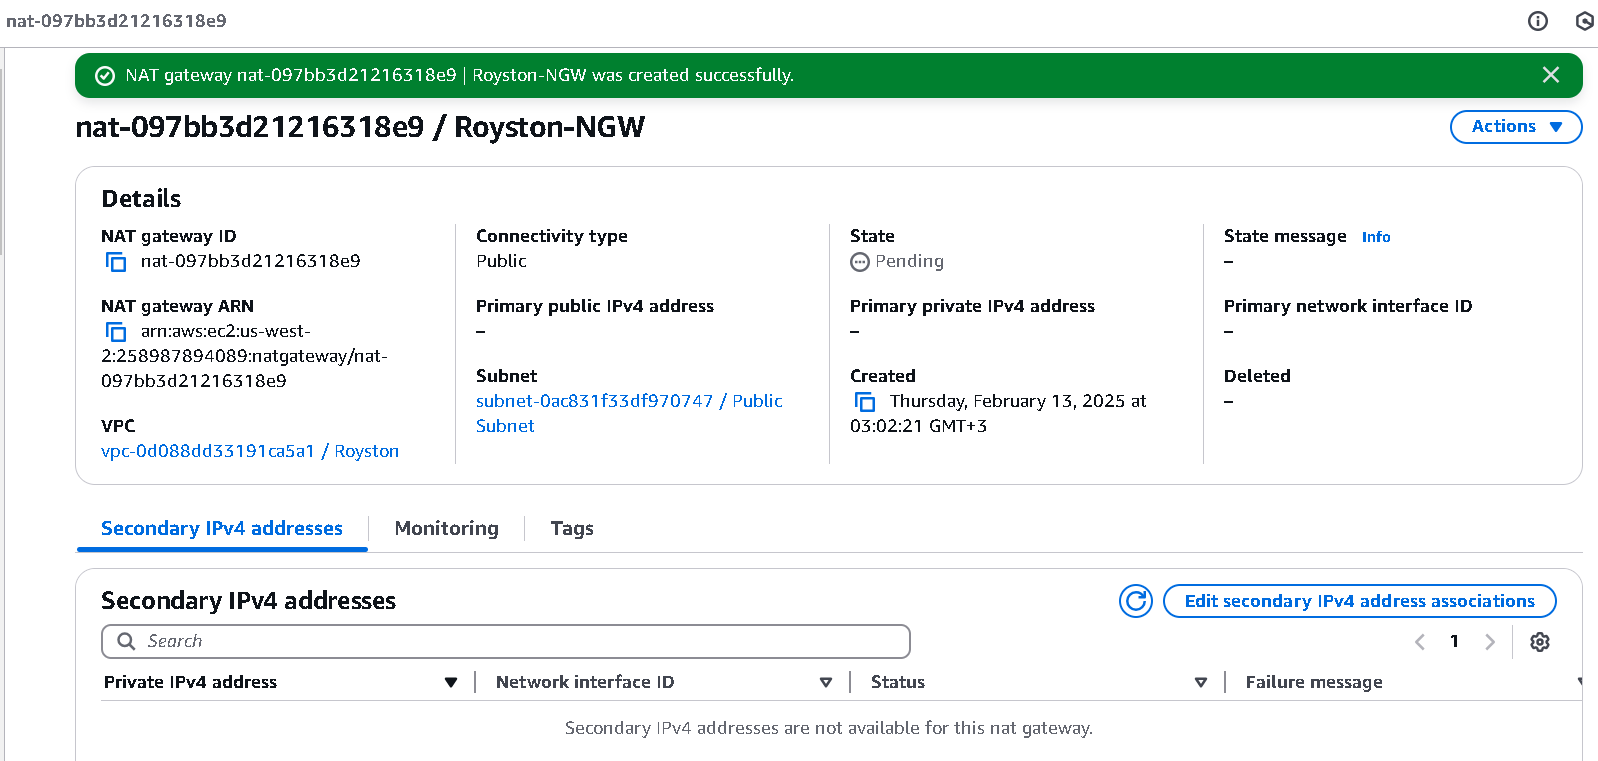 nat-097bb3d21216318e9
NAT gateway nat-097bb3d21216318e9 | Royston-NGW was created successfully.
nat-097bb3d21216318e9 / Royston-NGW
Actions
Details
NAT gateway ID
nat-097bb3d21216318e9
NAT gateway ARN
arn:aws:ec2:us-west-
2:258987894089:natgateway/nat-
097bb3d21216318e9
VPC
vpc-0d088dd33191ca5a1 / Royston
Connectivity type
Public
Primary public IPv4 address
–
Subnet
subnet-0ac831f33df970747 / Public
Subnet
State
Pending
Primary private IPv4 address
–
Created
Thursday, February 13, 2025 at
03:02:21 GMT+3
State message Info
–
Primary network interface ID
–
Deleted
–
Secondary IPv4 addresses
Monitoring
Tags
Secondary IPv4 addresses
Edit secondary IPv4 address associations
Search
1
Private IPv4 address
Network interface ID
Status
Failure message
Secondary IPv4 addresses are not available for this nat gateway.